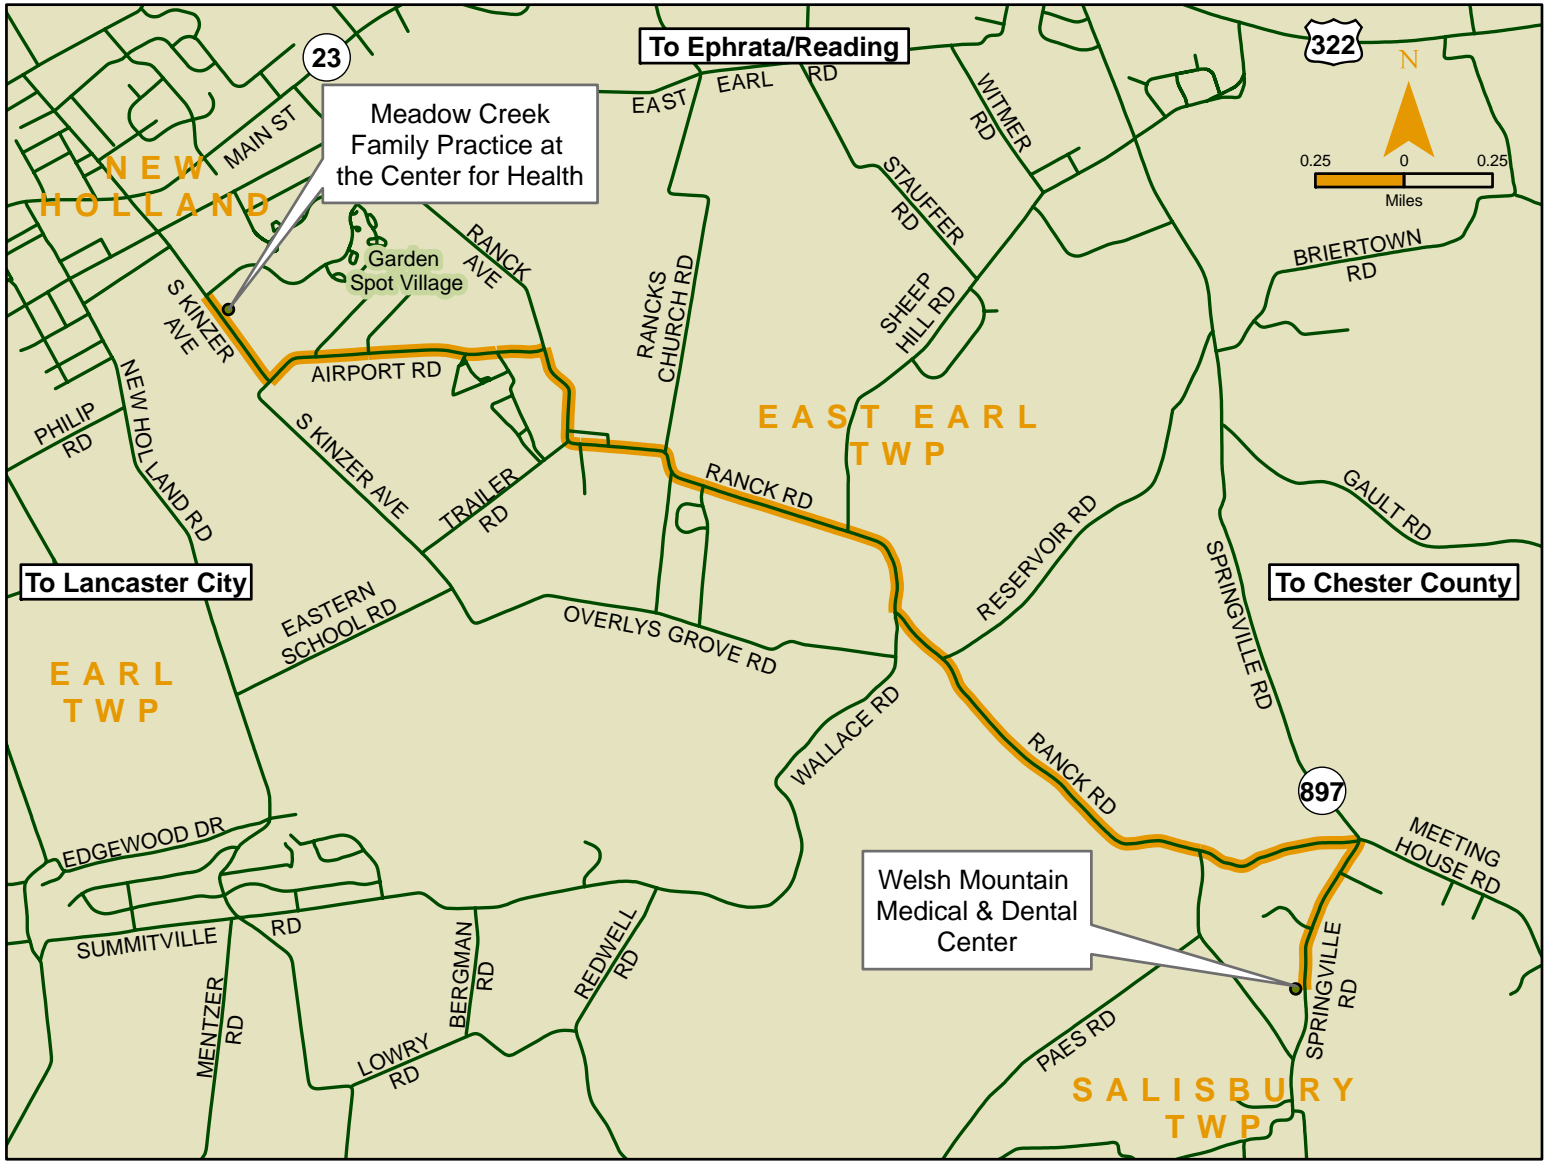 To Ephrata/Reading
322
N
0.25 0 0.25
Miles
23
Meadow Creek
Family Practice at
the Center for Health
MAIN ST
NEW
HOLLAND
EAST EARL RD
WITMER
RD
STAUFFER
RD
BRIERTOWN
RD
RANCK
AVE
Garden
Spot Village
RANCKS
CHURCH RD
SHEEP
HILL RD
S KINZER
AVE
AIRPORT RD
NEW HOLLAND RD
PHILIP
RD
S KINZER AVE
TRAILER
RD
EAST EARL
TWP
RANCK RD
GAULT RD
RESERVOIR RD
SPRINGVILLE RD
To Lancaster City
To Chester County
EASTERN
SCHOOL RD
OVERLYS GROVE RD
EARL
TWP
WALLACE RD
RANCK RD
897
MEETING
HOUSE RD
EDGEWOOD DR
Welsh Mountain
Medical & Dental
Center
SUMMITVILLE RD
MENTZER
RD
BERGMAN
RD
REDWELL
RD
LOWRY
RD
SPRINGVILLE
RD
PAES RD
SALISBURY
TWP